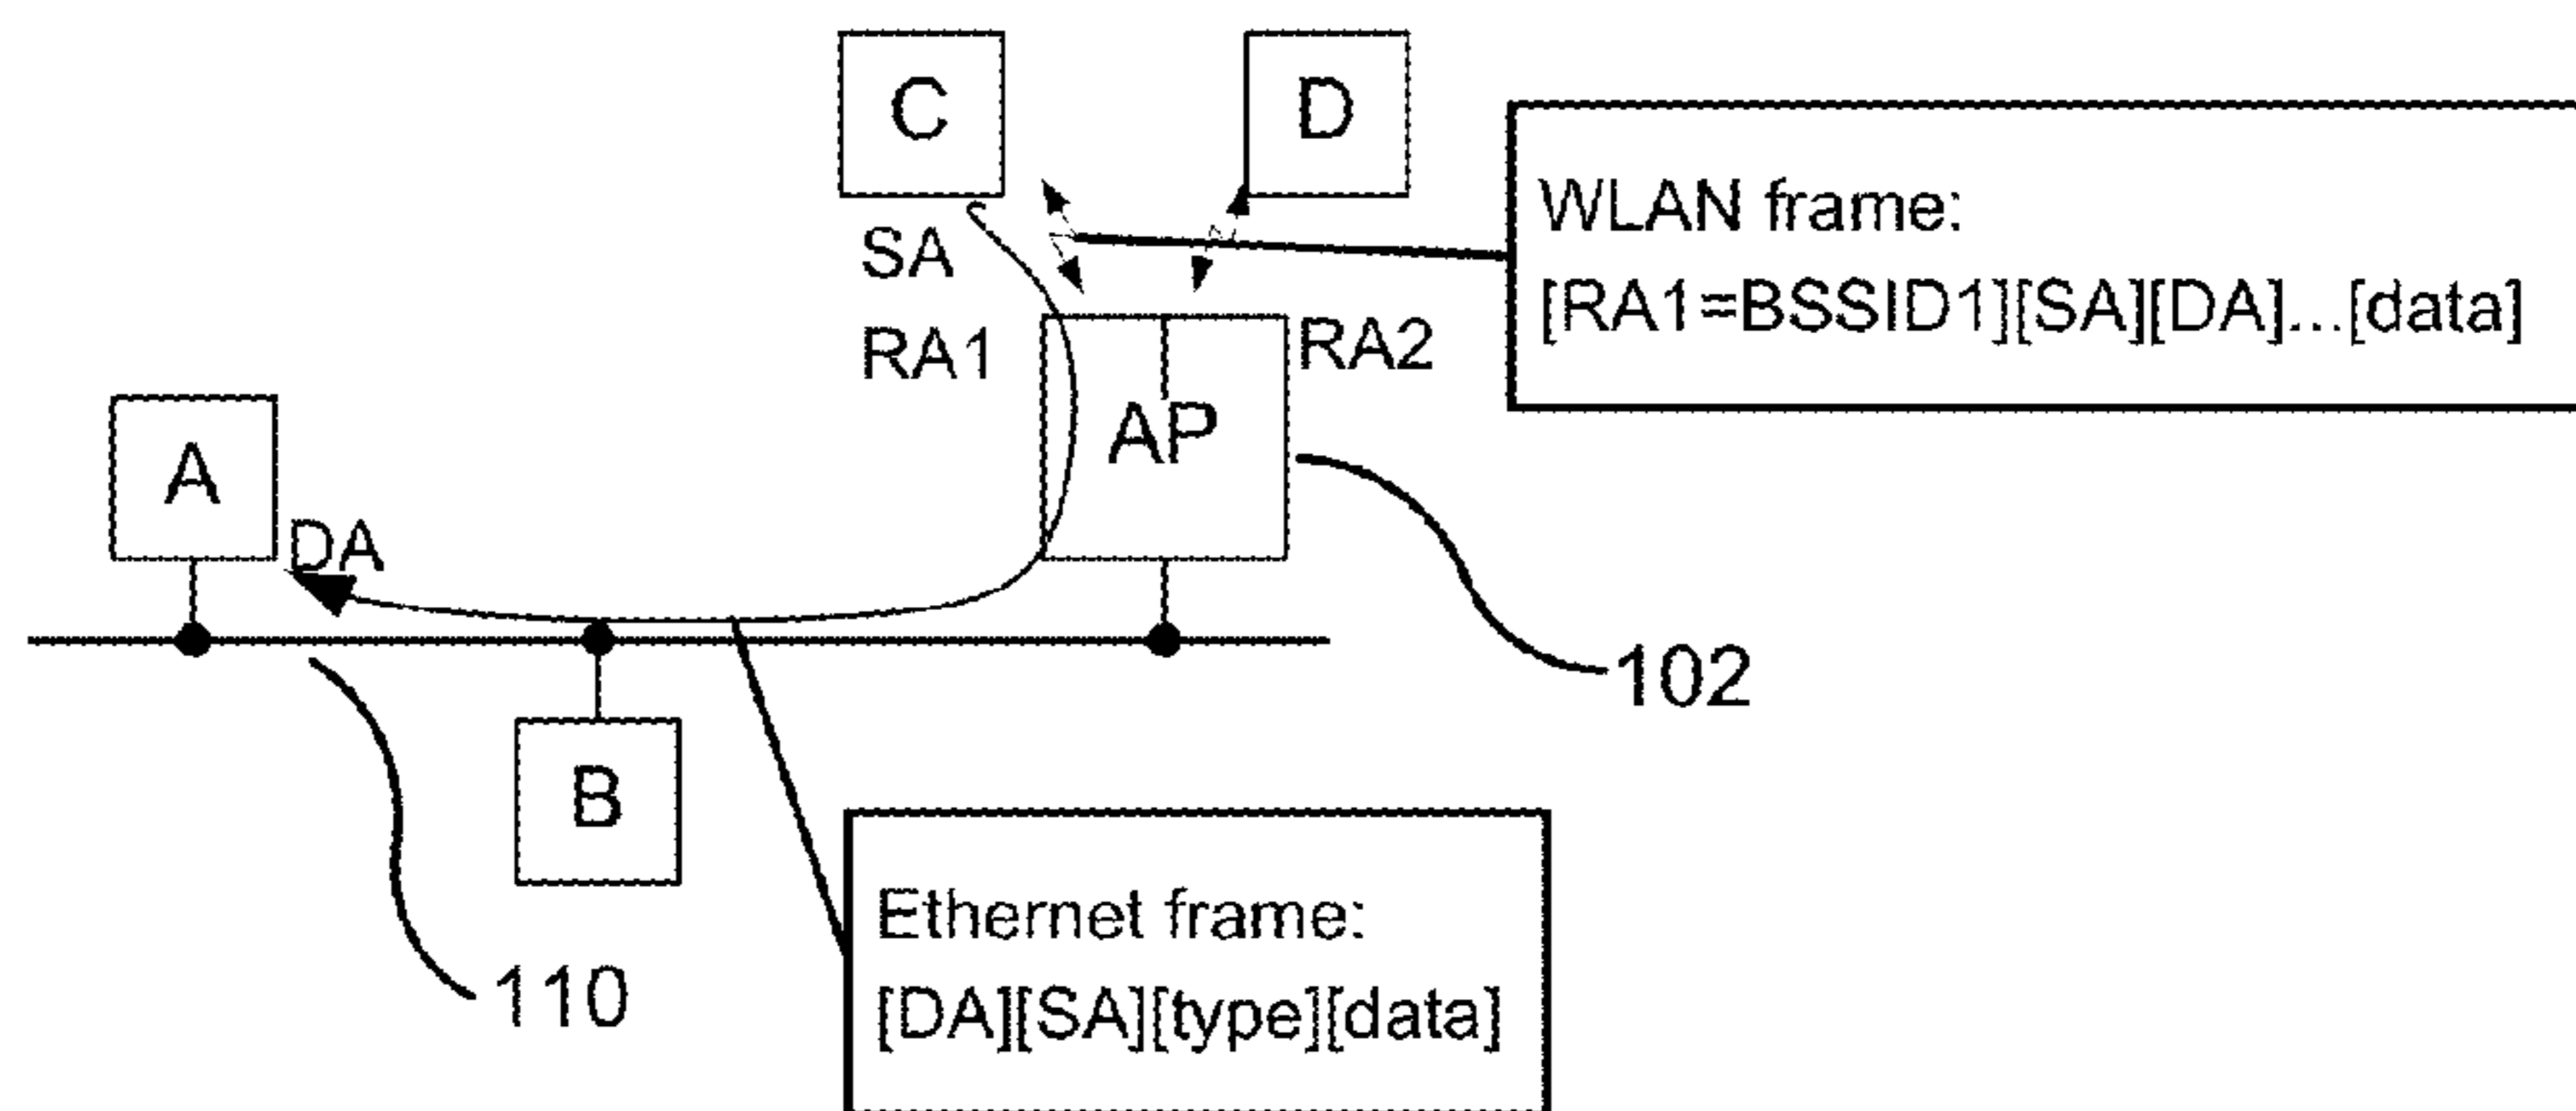 C
D
WLAN frame:
[RA1=BSSID1][SA][DA]...[data]
SA
RA1
RA2
AP
A
DA
102
B
110
Ethernet frame:
[DA][SA][type][data]